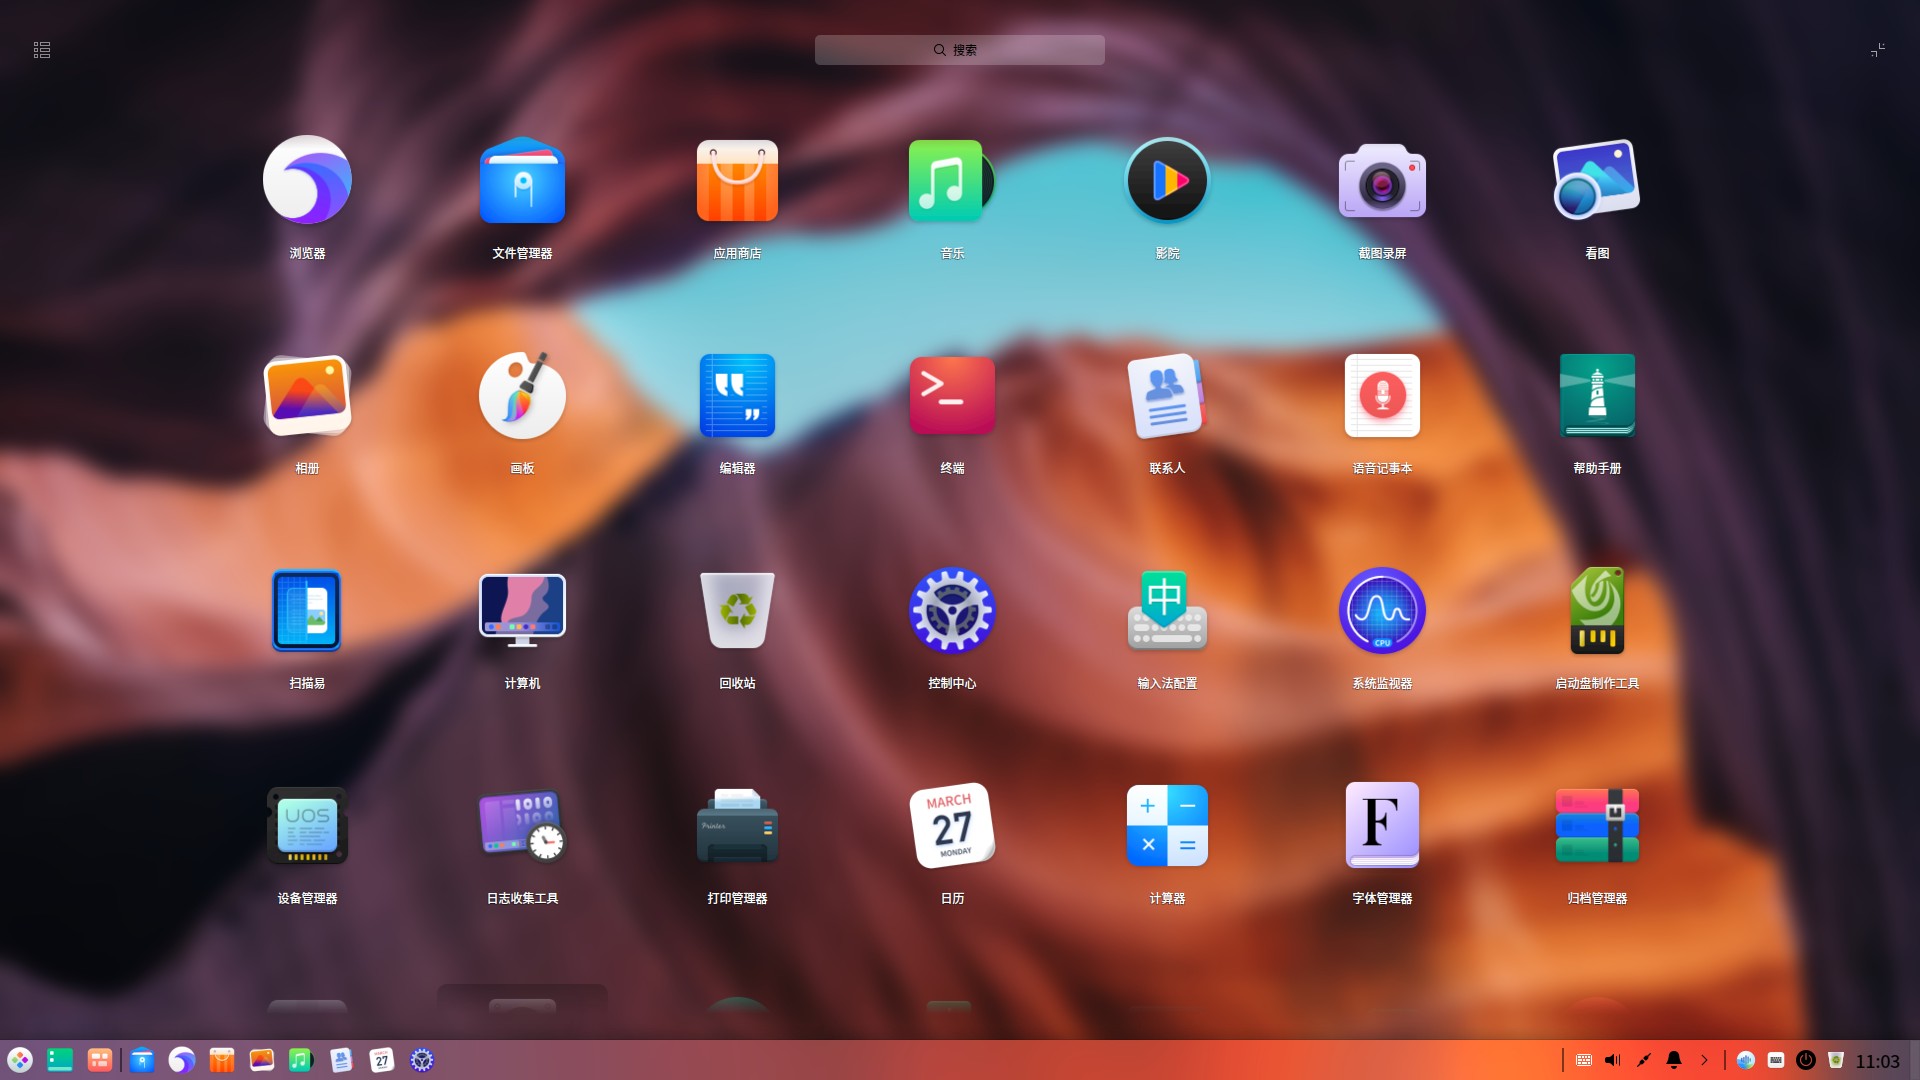 搜索
浏览器
文件管理器
应用商店
音乐
影院
截图录屏
看图
相册
画板
编辑器
终端
联系人
语音记事本
帮助手册
扫描易
计算机
回收站
中
控制中心
输入法配置
CPU
系统监视器
启动盘制作工具
UOS
设备管理器
1010
日志收集工具
Printer
打印管理器
MARCH
27
MONDAY
日历
计算器
F
字体管理器
归档管理器
27
11:03